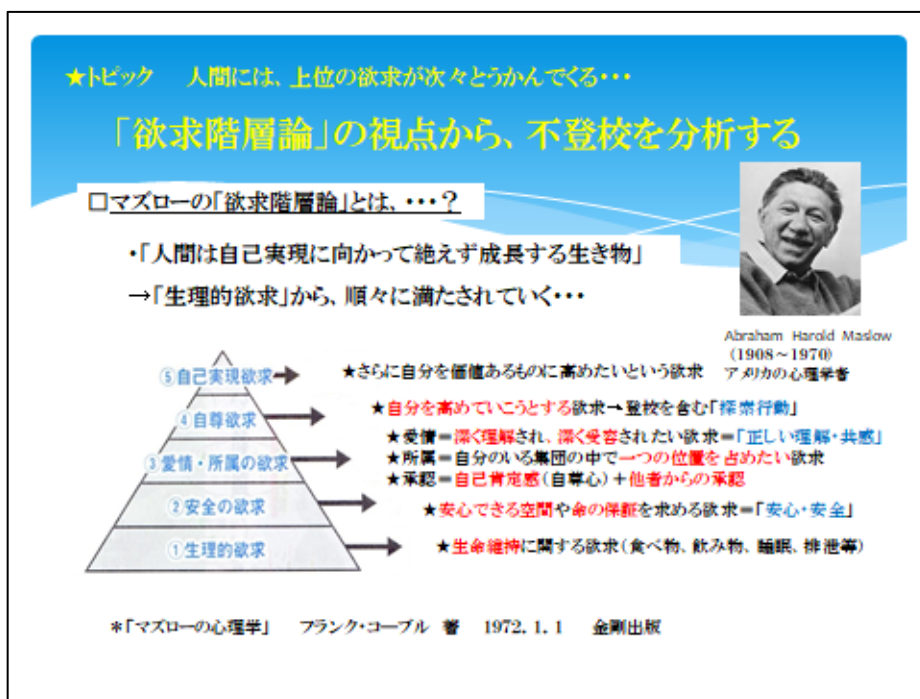 ★トピック　人間には、上位の欲求が次々とうかんでくる・・・
「欲求階層論」の視点から、不登校を分析する
□マズローの「欲求階層論」とは、・・・？
・「人間は自己実現に向かって絶えず成長する生き物」
→「生理的欲求」から、順々に満たされていく・・・
Abraham Harold Maslow
(1908～1970)
アメリカの心理学者
⑤自己実現欲求
★さらに自分を価値あるものに高めたいという欲求
④自尊欲求
★自分を高めていこうとする欲求→登校を含む「探索行動」
③愛情・所属の欲求
★愛情＝深く理解され、深く受容されたい欲求＝「正しい理解・共感」
★所属＝自分のいる集団の中で一つの位置を占めたい欲求
★承認＝自己肯定感(自尊心)＋他者からの承認
②安全の欲求
★安心できる空間や命の保証を求める欲求＝「安心・安全」
①生理的欲求
★生命維持に関する欲求(食べ物、飲み物、睡眠、排泄等)
*「マズローの心理学」　フランク・コーブル 著　1972.1.1　金剛出版